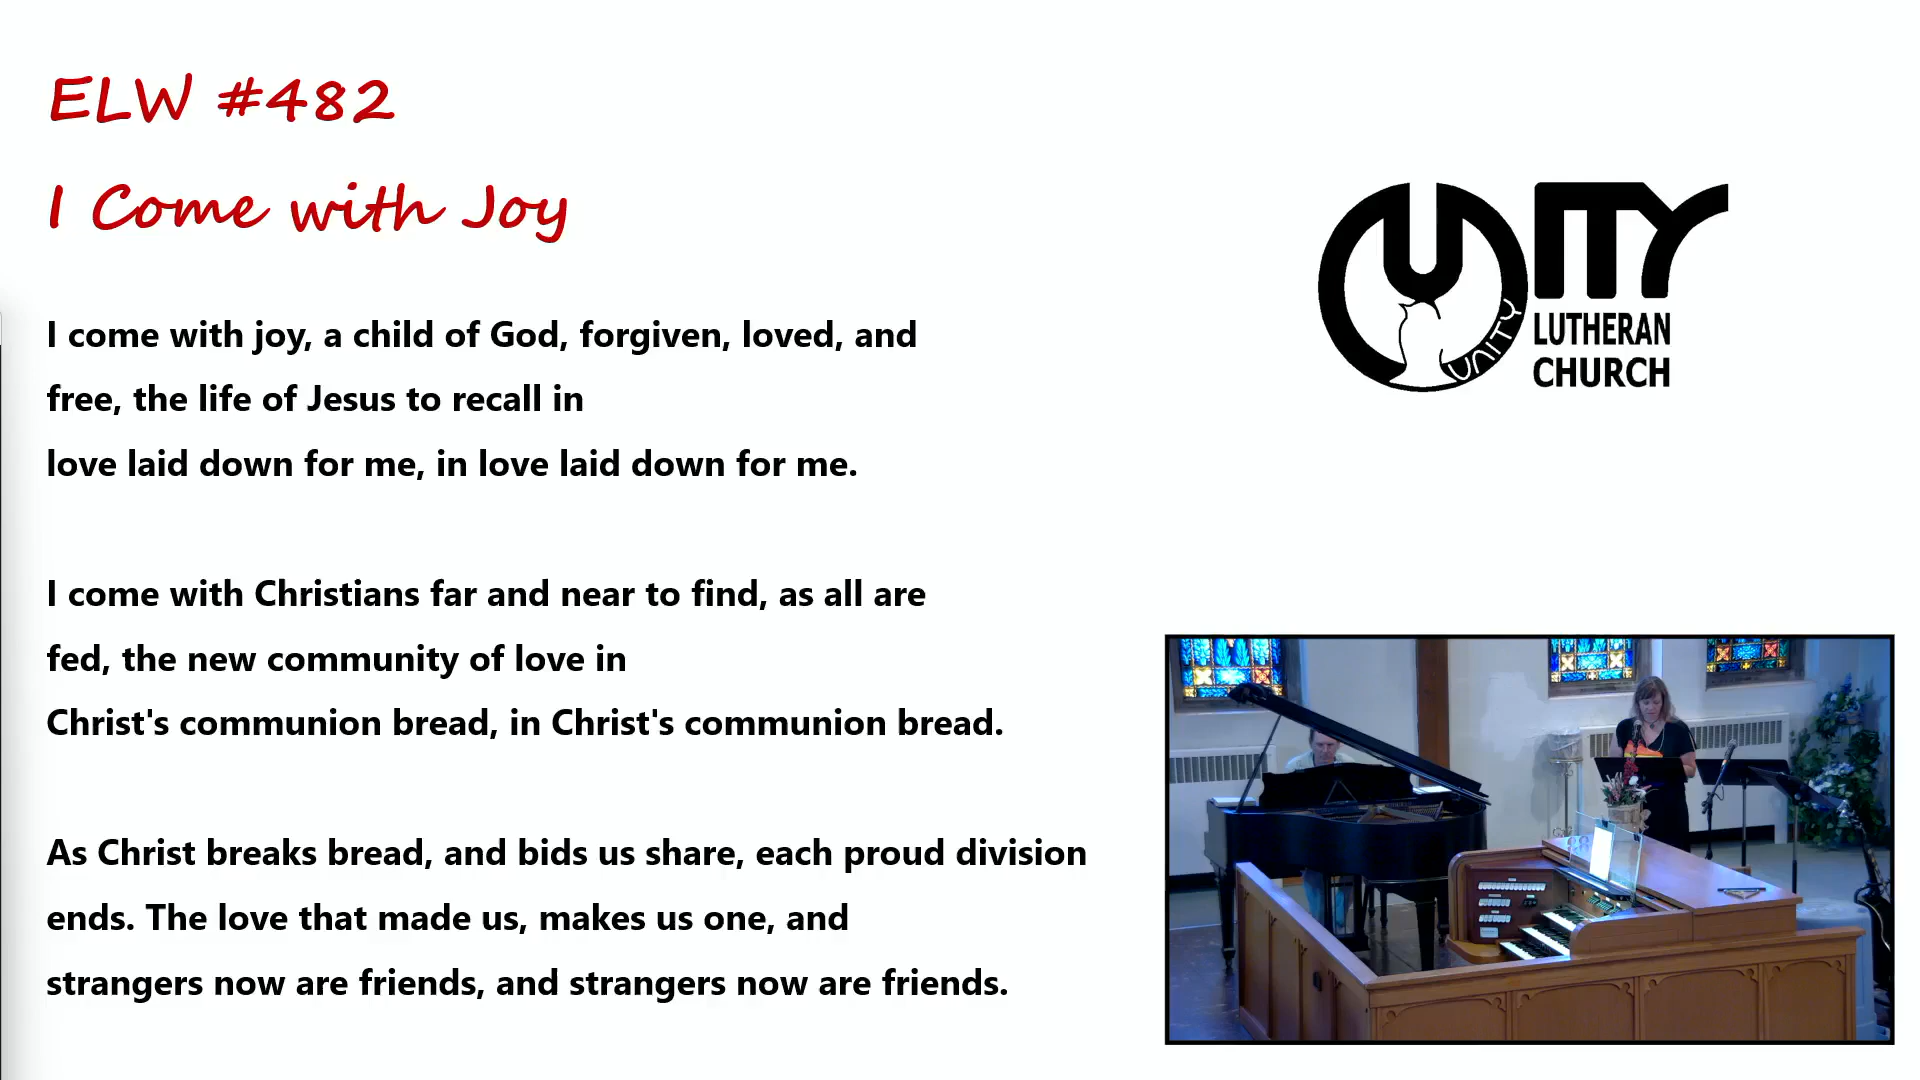 ELW #482
I Come with Joy
I come with joy, a child of God, forgiven, loved, and
free, the life of Jesus to recall in
love laid down for me, in love laid down for me.
I come with Christians far and near to find, as all are
fed, the new community of love in
Christ's communion bread, in Christ's communion bread.
As Christ breaks bread, and bids us share, each proud division
ends. The love that made us, makes us one, and
strangers now are friends, and strangers now are friends.
UNITY
UNITY
LUTHERAN
CHURCH